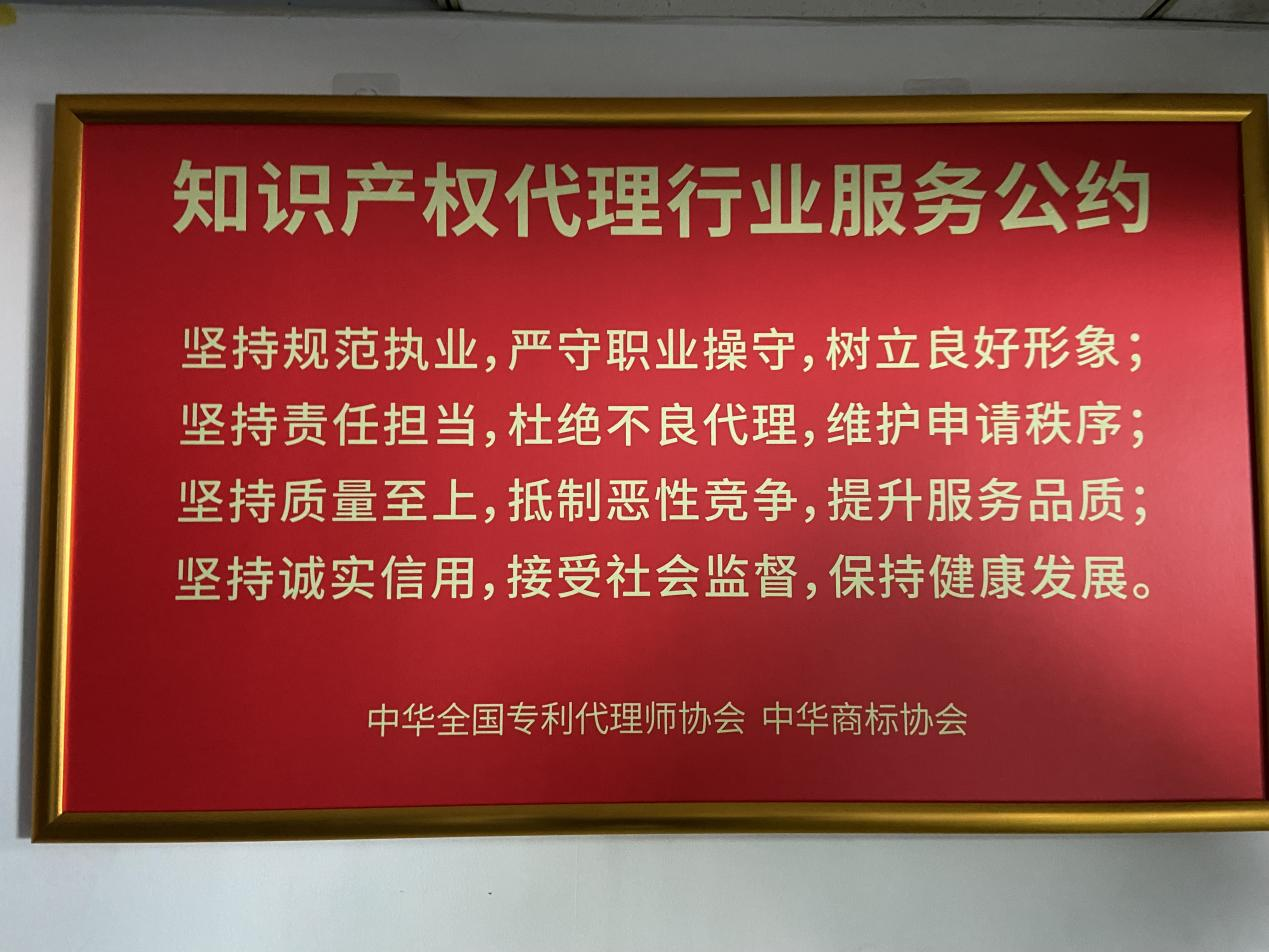 知识产权代理行业服务公约
坚持规范执业，严守职业操守，树立良好形象；
坚持责任担当，杜绝不良代理，维护申请秩序；
坚持质量至上，抵制恶性竞争，提升服务品质；
坚持诚实信用，接受社会监督，保持健康发展。
中华全国专利代理师协会 中华商标协会